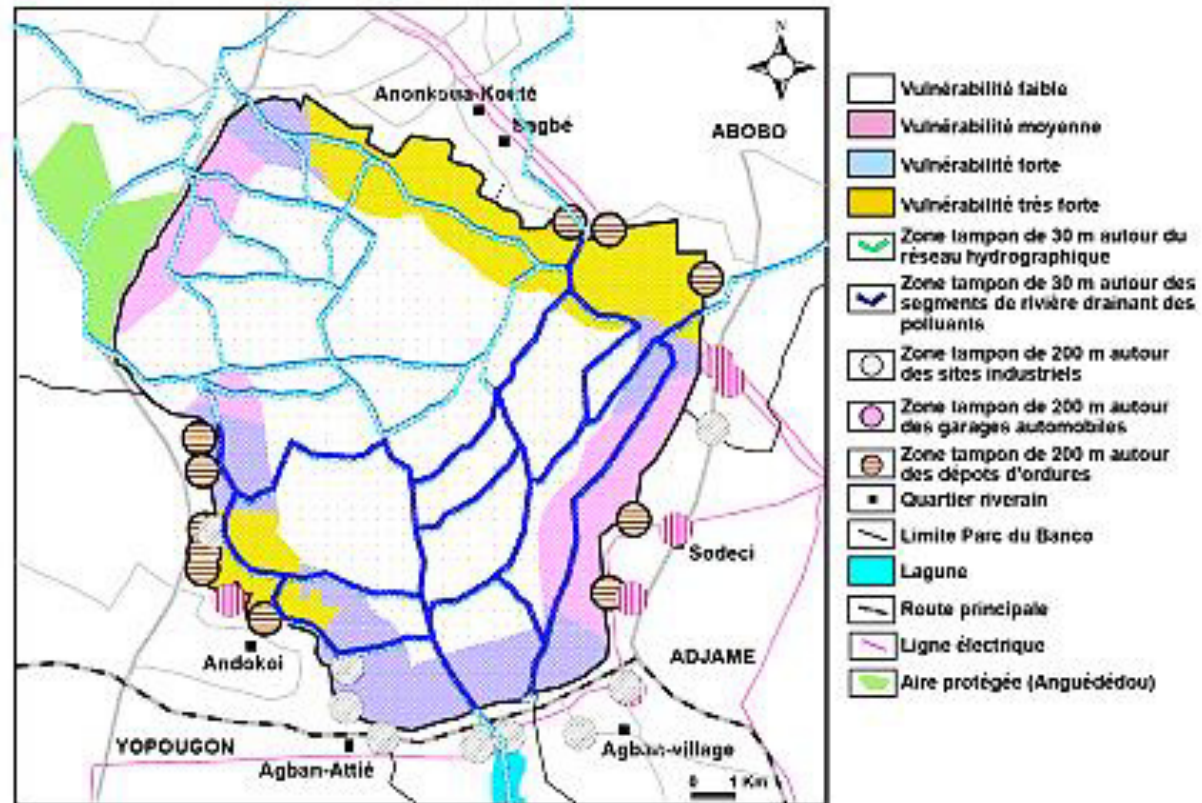 N
Anonkoua-Kouté
Sagbé
ABOBO
Sodeci
Andokoi
ADJAME
YOPOUGON
Agban-Attié
Agban-village
0 1 Km
Vulnérabilité faible
Vulnérabilité moyenne
Vulnérabilité forte
Vulnérabilité très forte
Zone tampon de 30 m autour du
réseau hydrographique
Zone tampon de 30 m autour des
segments de rivière drainant des
polluants
Zone tampon de 200 m autour
des sites industriels
Zone tampon de 200 m autour
des garages automobiles
Zone tampon de 200 m autour
des dépots d'ordures
Quartier riverain
Limite Parc du Banco
Lagune
Route principale
Ligne électrique
Aire protégée (Anguédédou)